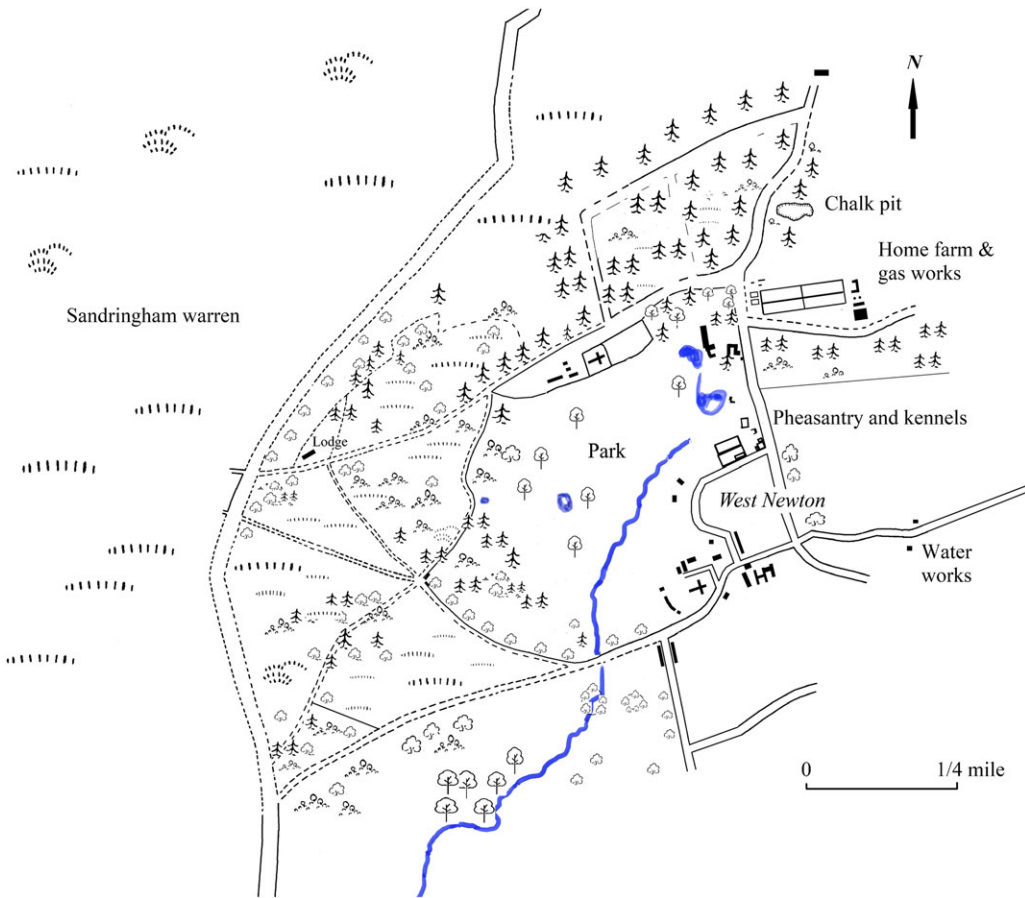 N
Chalk pit
Home farm &
gas works
Sandringham warren
Pheasantry and kennels
Lodge
Park
West Newton
Water
works
0 1/4 mile